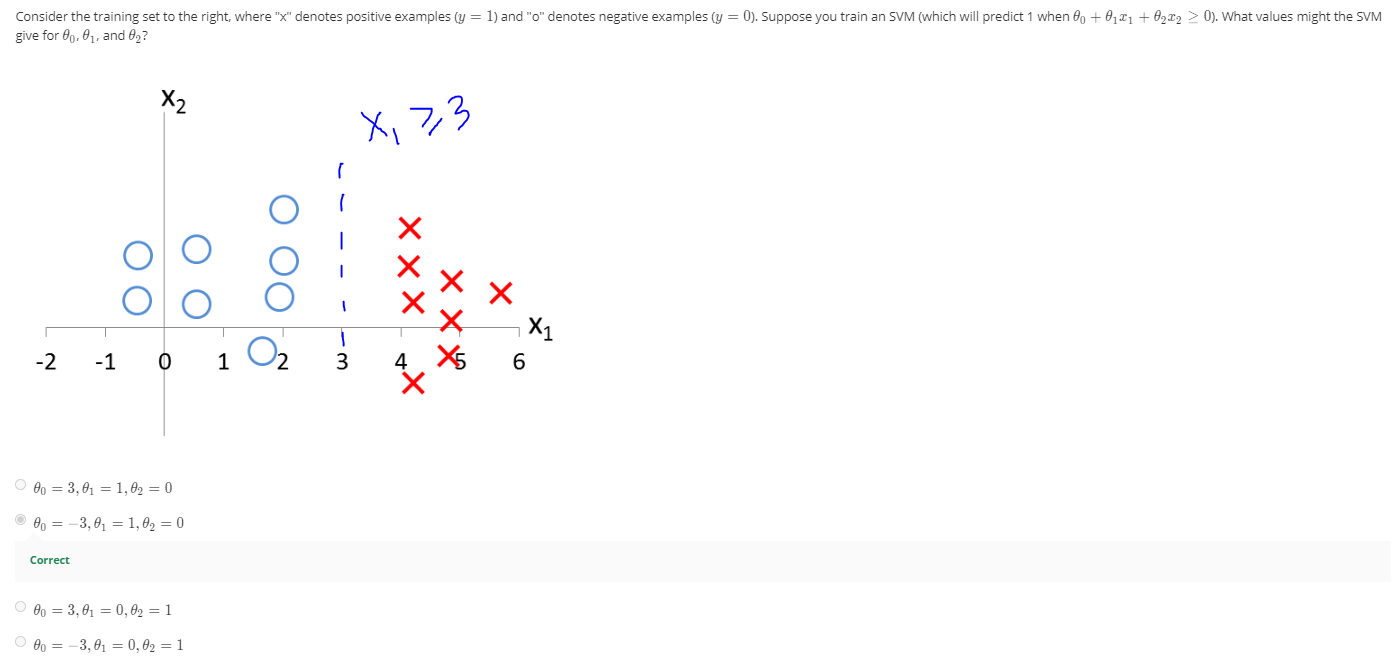 Consider the training set to the right, where "x" denotes positive examples (y = 1) and "o" denotes negative examples (y = 0). Suppose you train an SVM (which will predict 1 when θ₀ + θ₁x₁ + θ₂x₂ ≥ 0). What values might the SVM
give for θ₀, θ₁, and θ₂?
X₂
X₁ ≥ 3
X₁
-2 -1 0 1 2 3 4 5 6
θ₀ = 3, θ₁ = 1, θ₂ = 0
θ₀ = −3, θ₁ = 1, θ₂ = 0
Correct
θ₀ = 3, θ₁ = 0, θ₂ = 1
θ₀ = −3, θ₁ = 0, θ₂ = 1